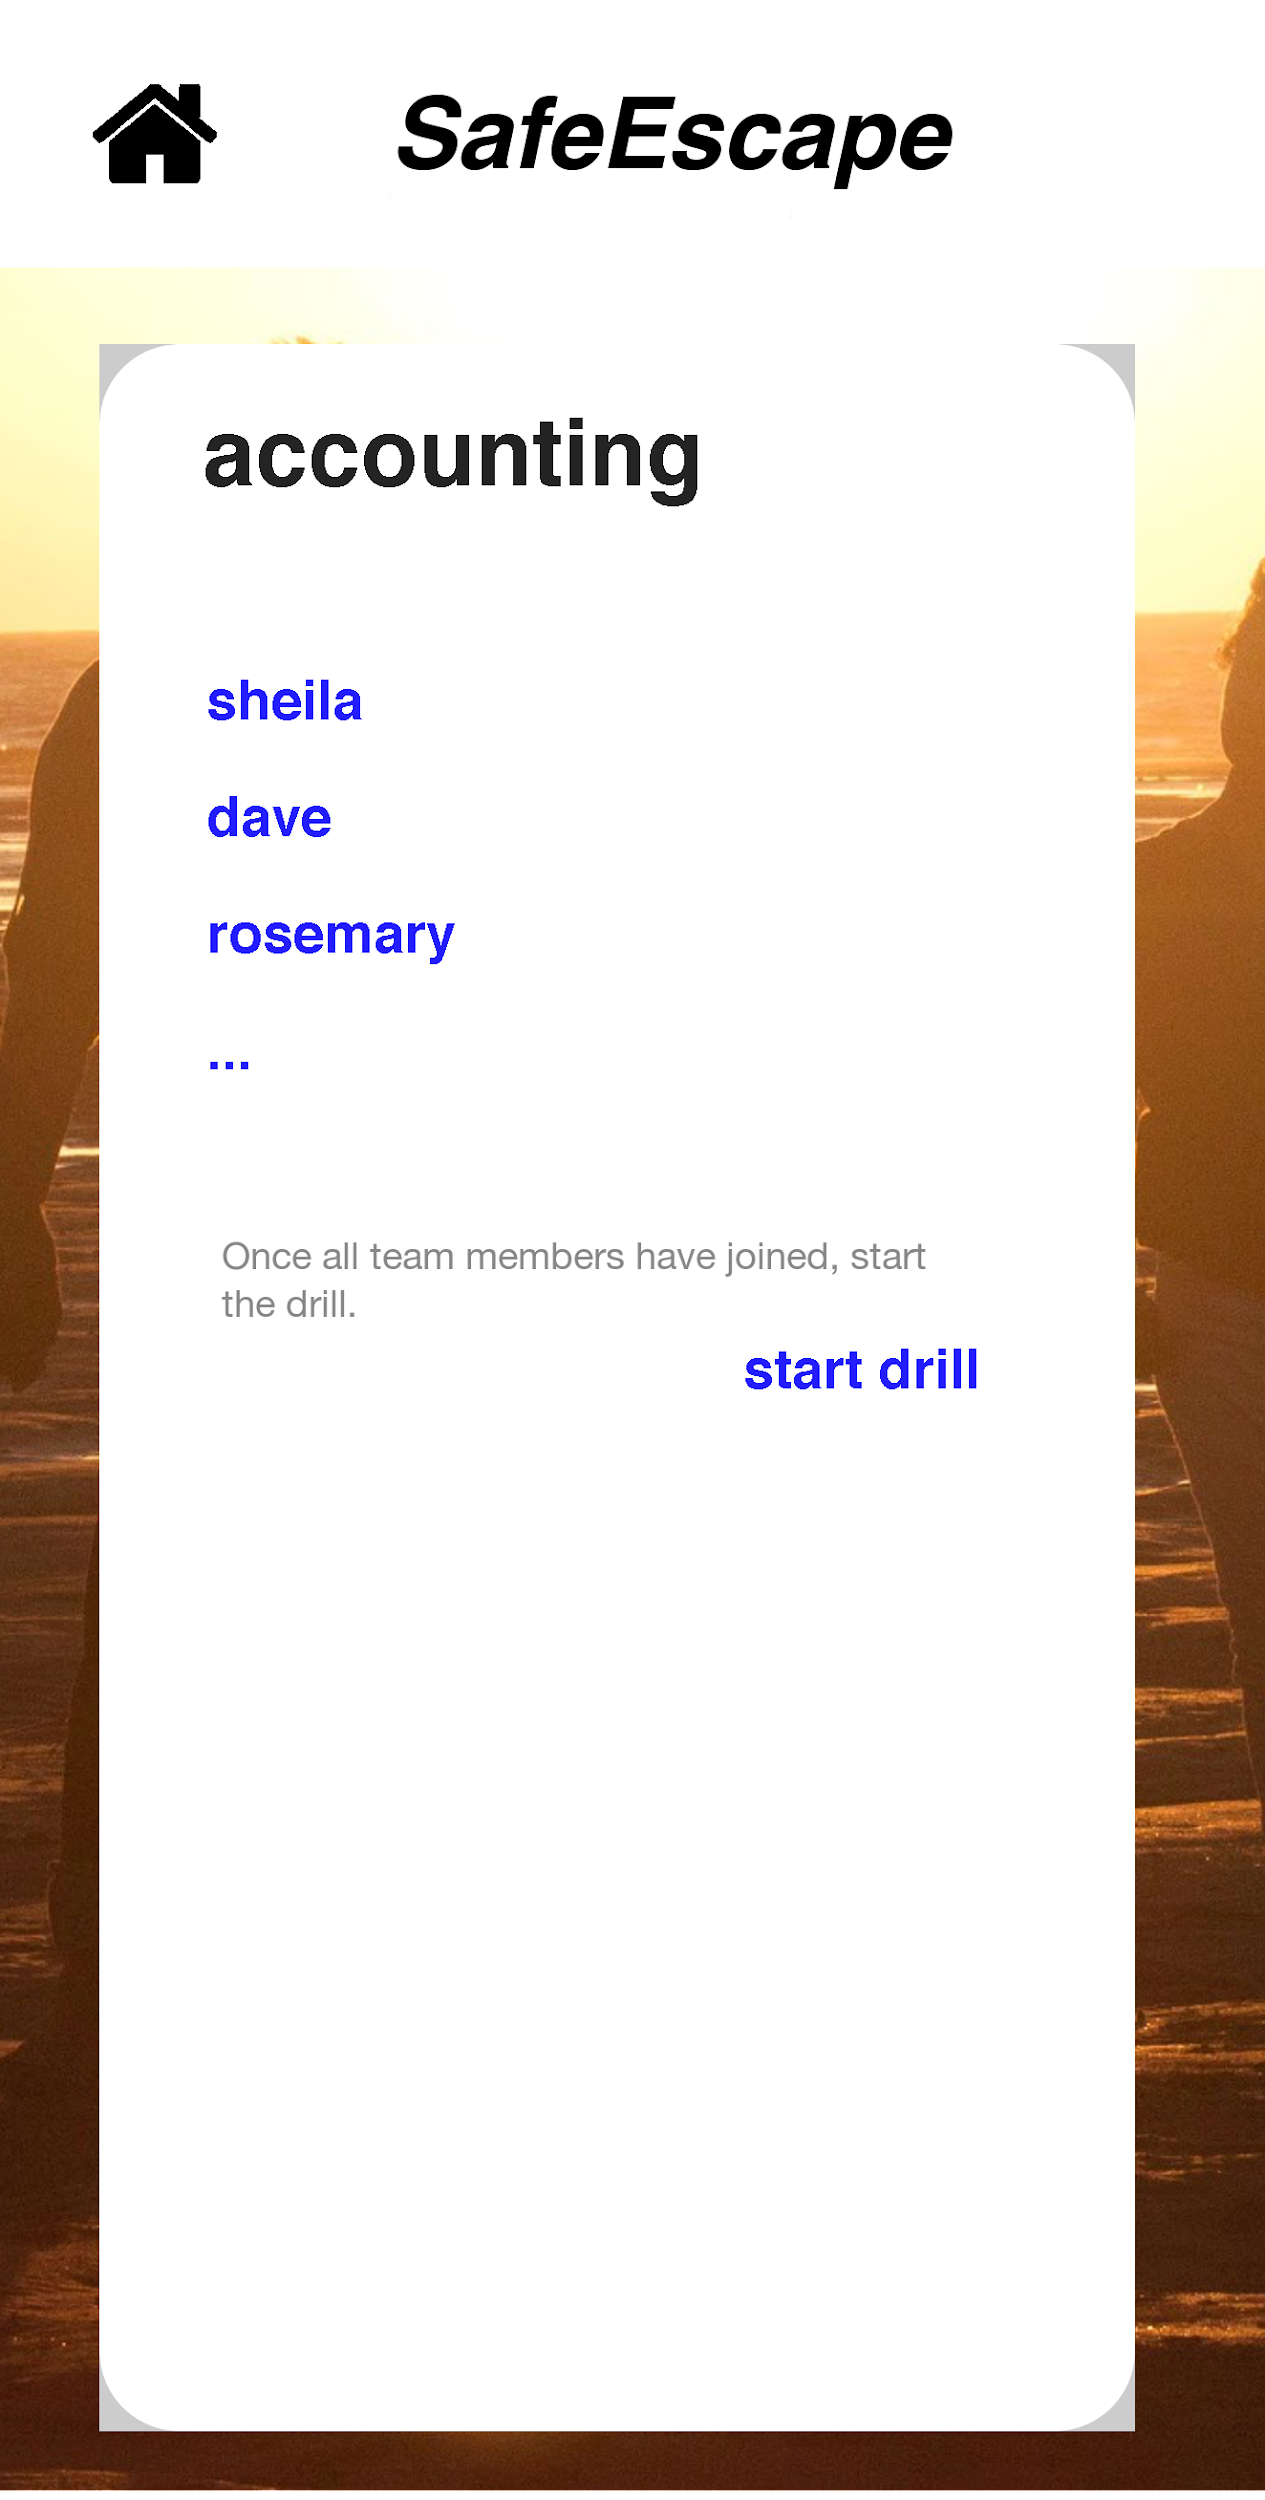 SafeEscape
accounting
sheila
dave
rosemary
...
Once all team members have joined, start
the drill.
start drill